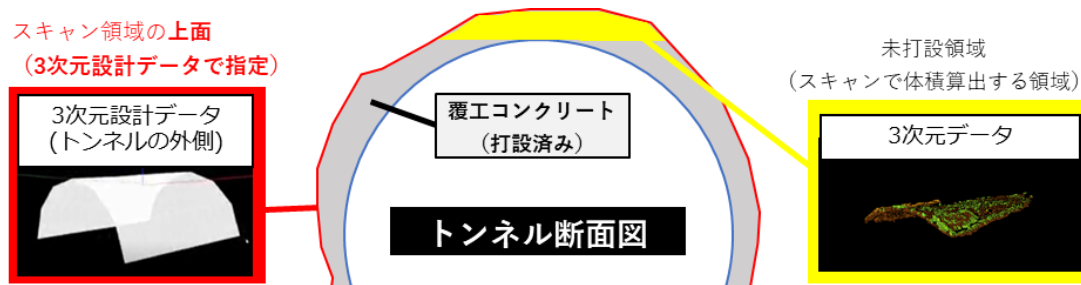 スキャン領域の上面
（3次元設計データで指定）
3次元設計データ
(トンネルの外側)
覆工コンクリート
（打設済み）
トンネル断面図
未打設領域
（スキャンで体積算出する領域）
3次元データ